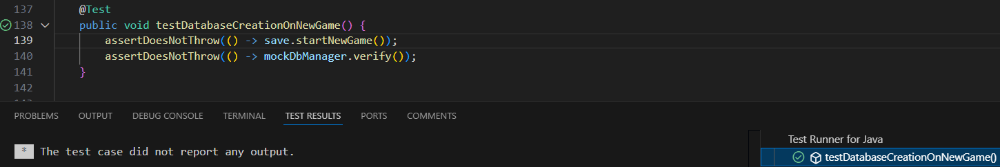 137 @Test
138 public void testDatabaseCreationOnNewGame() {
139 assertDoesNotThrow(() -> save.startNewGame());
140 assertDoesNotThrow(() -> mockDbManager.verify());
141 }
142
PROBLEMS OUTPUT DEBUG CONSOLE TERMINAL TEST RESULTS PORTS COMMENTS
* The test case did not report any output.
Test Runner for Java
testDatabaseCreationOnNewGame()